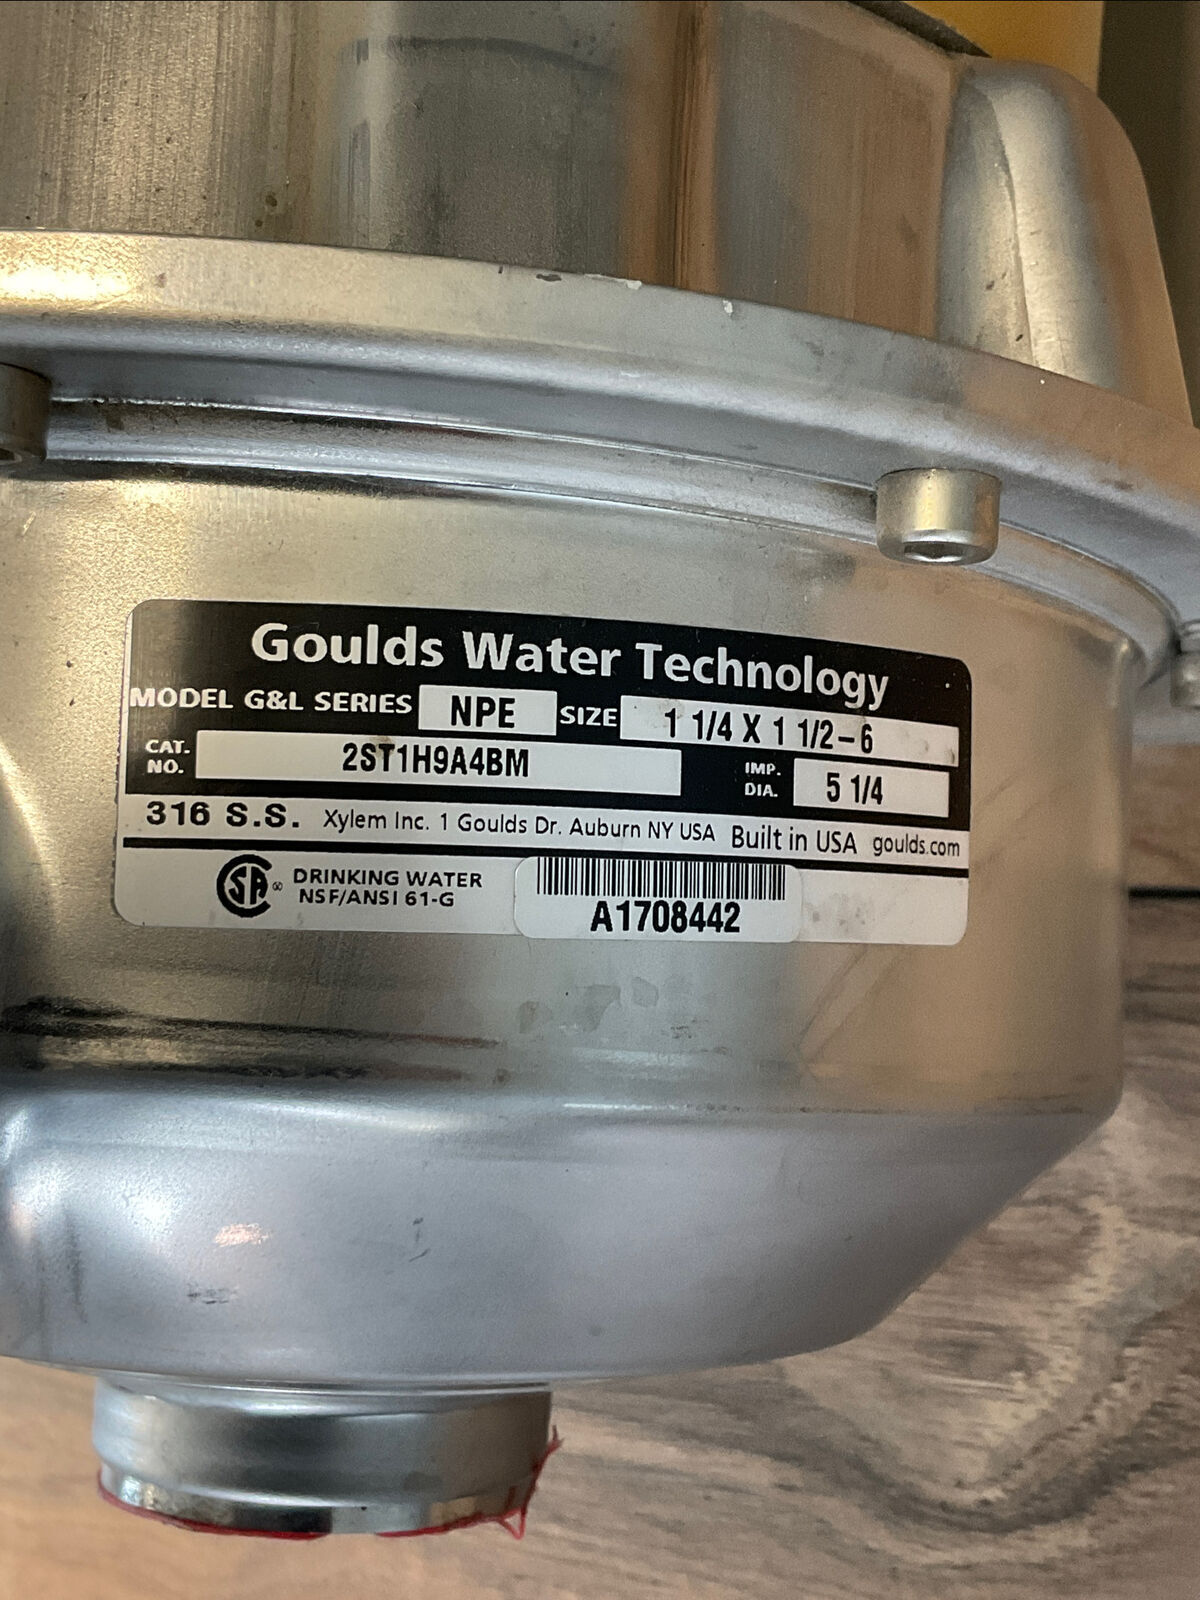 Goulds Water Technology
MODEL G&L SERIES NPE SIZE 1 1/4 X 1 1/2-6
CAT. NO. 2ST1H9A4BM IMP. DIA. 5 1/4
316 S.S. Xylem Inc. 1 Goulds Dr. Auburn NY USA Built in USA goulds.com
SA ® DRINKING WATER
NSF/ANSI 61-G
A1708442